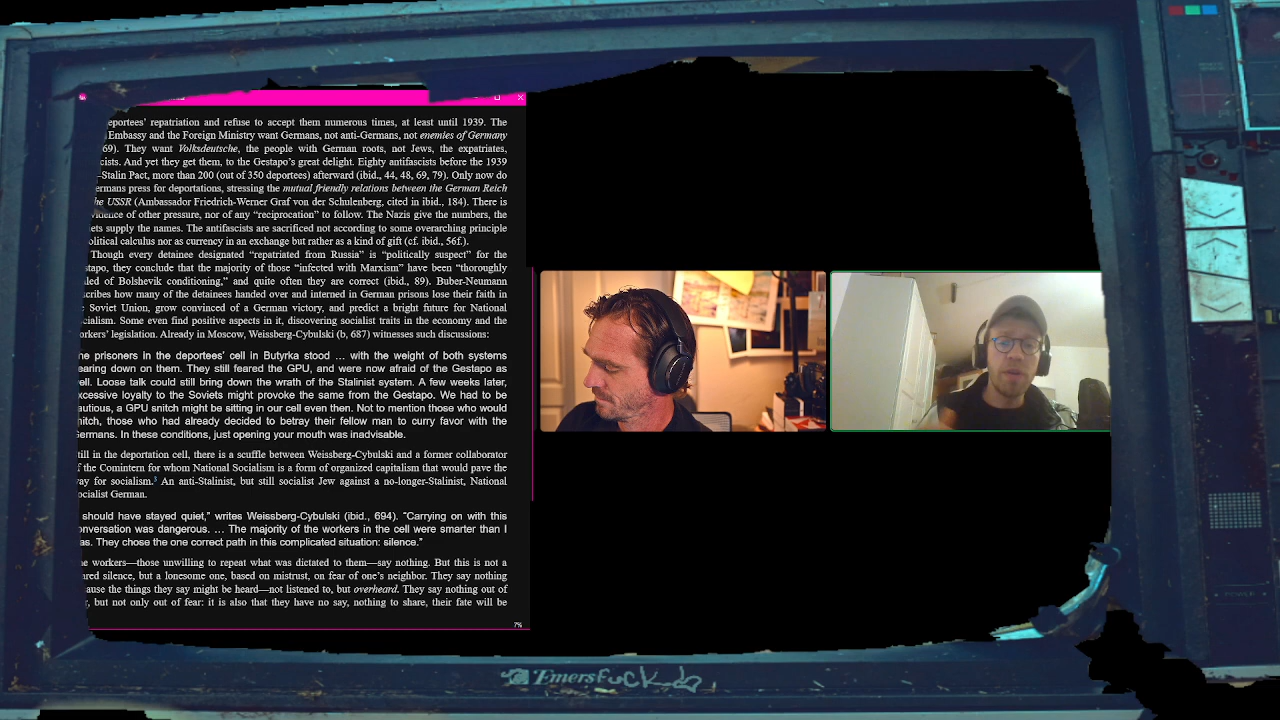 eportees' repatriation and refuse to accept them numerous times, at least until 1939. The
Embassy and the Foreign Ministry want Germans, not anti-Germans, not enemies of Germany
69). They want Volksdeutsche, the people with German roots, not Jews, the expatriates,
cists. And yet they get them, to the Gestapo's great delight. Eighty antifascists before the 1939
-Stalin Pact, more than 200 (out of 350 deportees) afterward (ibid., 44, 48, 69, 79). Only now do
ermans press for deportations, stressing the mutual friendly relations between the German Reich
he USSR (Ambassador Friedrich-Werner Graf von der Schulenberg, cited in ibid., 184). There is
vidence of other pressure, nor of any “reciprocation” to follow. The Nazis give the numbers, the
ets supply the names. The antifascists are sacrificed not according to some overarching principle
olitical calculus nor as currency in an exchange but rather as a kind of gift (cf. ibid., 56f.).
Though every detainee designated “repatriated from Russia” is “politically suspect” for the
stapo, they conclude that the majority of those “infected with Marxism” have been “thoroughly
led of Bolshevik conditioning,” and quite often they are correct (ibid., 89). Buber-Neumann
scribes how many of the detainees handed over and interned in German prisons lose their faith in
Soviet Union, grow convinced of a German victory, and predict a bright future for National
cialism. Some even find positive aspects in it, discovering socialist traits in the economy and the
orkers' legislation. Already in Moscow, Weissberg-Cybulski (b, 687) witnesses such discussions:
he prisoners in the deportees' cell in Butyrka stood … with the weight of both systems
earing down on them. They still feared the GPU, and were now afraid of the Gestapo as
ell. Loose talk could still bring down the wrath of the Stalinist system. A few weeks later,
xcessive loyalty to the Soviets might provoke the same from the Gestapo. We had to be
autious, a GPU snitch might be sitting in our cell even then. Not to mention those who would
nitch, those who had already decided to betray their fellow man to curry favor with the
ermans. In these conditions, just opening your mouth was inadvisable.
till in the deportation cell, there is a scuffle between Weissberg-Cybulski and a former collaborator
f the Comintern for whom National Socialism is a form of organized capitalism that would pave the
ay for socialism.³ An anti-Stalinist, but still socialist Jew against a no-longer-Stalinist, National
ocialist German.
should have stayed quiet,” writes Weissberg-Cybulski (ibid., 694). “Carrying on with this
onversation was dangerous. … The majority of the workers in the cell were smarter than I
as. They chose the one correct path in this complicated situation: silence.”
e workers—those unwilling to repeat what was dictated to them—say nothing. But this is not a
ared silence, but a lonesome one, based on mistrust, on fear of one's neighbor. They say nothing
ause the things they say might be heard—not listened to, but overheard. They say nothing out of
, but not only out of fear: it is also that they have no say, nothing to share, their fate will be
7%
POWER